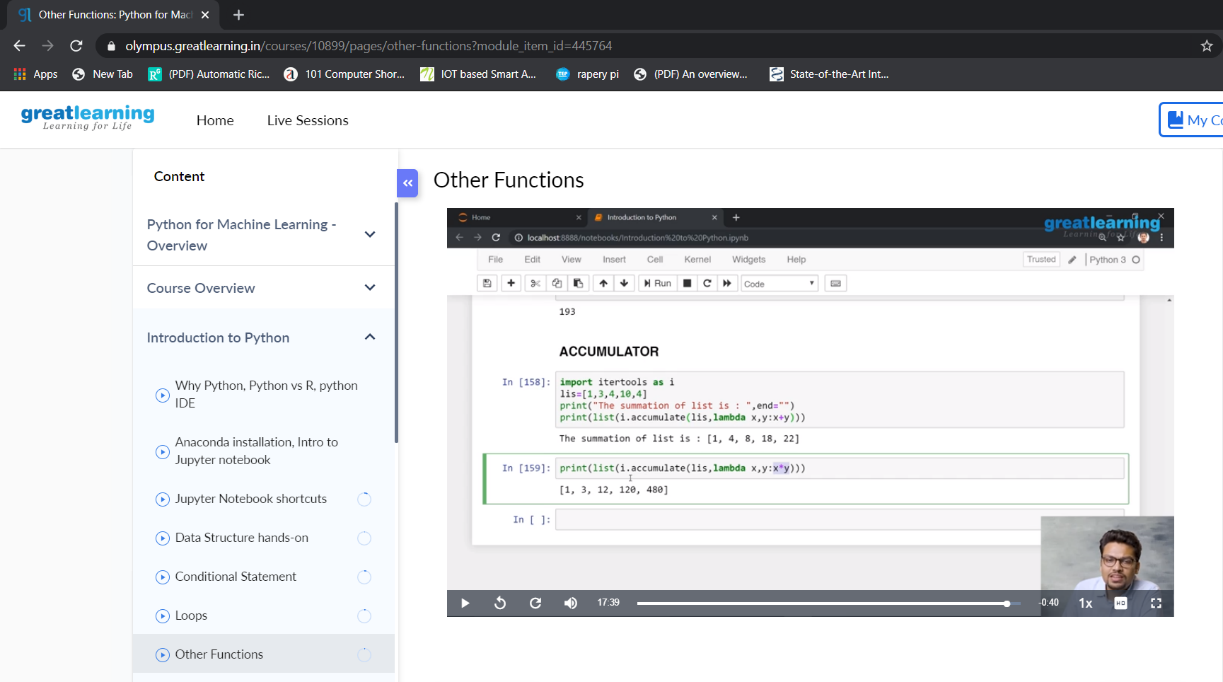 Other Functions: Python for Mac
olympus.greatlearning.in/courses/10899/pages/other-functions?module_item_id=445764
Apps New Tab (PDF) Automatic Ric... 101 Computer Shor... IOT based Smart A... rapery pi (PDF) An overview... State-of-the-Art Int...
greatlearning
Learning for Life
Home Live Sessions
My Co
Content
Python for Machine Learning -
Overview
Course Overview
Introduction to Python
Why Python, Python vs R, python
IDE
Anaconda installation, Intro to
Jupyter notebook
Jupyter Notebook shortcuts
Data Structure hands-on
Conditional Statement
Loops
Other Functions
Other Functions
Home Introduction to Python
greatlearning
Learning for Life
localhost:8888/notebooks/Introduction%20to%20Python.ipynb
File Edit View Insert Cell Kernel Widgets Help Trusted Python 3
Run Code
193
ACCUMULATOR
In [158]: import itertools as i
lis=[1,3,4,10,4]
print("The summation of list is : ",end="")
print(list(i.accumulate(lis,lambda x,y:x+y)))
The summation of list is : [1, 4, 8, 18, 22]
In [159]: print(list(i.accumulate(lis,lambda x,y:x*y)))
[1, 3, 12, 120, 480]
In [ ]:
17:39 -0:40 1x HD